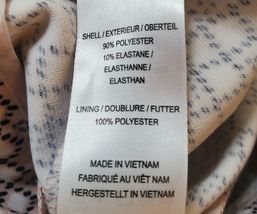 SHELL / EXTERIEUR / OBERTEIL
90% POLYESTER
10% ELASTANE /
ELASTHANNE /
ELASTHAN
LINING / DOUBLURE / FUTTER
100% POLYESTER
MADE IN VIETNAM
FABRIQUÉ AU VIÊT NAM
HERGESTELLT IN VIETNAM